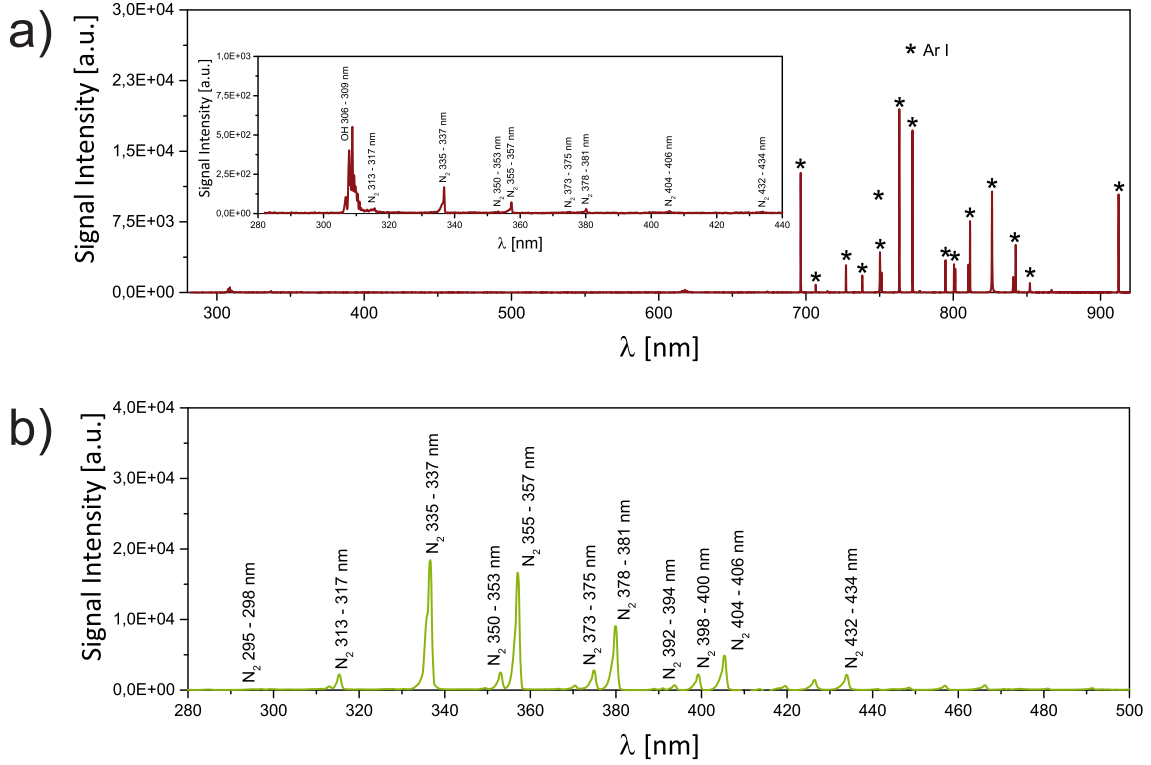 a)
Signal Intensity [a.u.]
3,0E+04
2,3E+04
1,5E+04
7,5E+03
0,0E+00
* Ar I
* * * * * * * * * * * * * * * *
300 400 500 600 700 800 900
λ [nm]
Signal Intensity [a.u.]
1,0E+03
7,5E+02
5,0E+02
2,5E+02
0,0E+00
OH 306 - 309 nm
N2 313 - 317 nm
N2 335 - 337 nm
N2 350 - 353 nm
N2 355 - 357 nm
N2 373 - 375 nm
N2 378 - 381 nm
N2 404 - 406 nm
N2 432 - 434 nm
280 300 320 340 360 380 400 420 440
λ [nm]
b)
Signal Intensity [a.u.]
4,0E+04
3,0E+04
2,0E+04
1,0E+04
0,0E+00
N2 295 - 298 nm
N2 313 - 317 nm
N2 335 - 337 nm
N2 350 - 353 nm
N2 355 - 357 nm
N2 373 - 375 nm
N2 378 - 381 nm
N2 392 - 394 nm
N2 398 - 400 nm
N2 404 - 406 nm
N2 432 - 434 nm
280 300 320 340 360 380 400 420 440 460 480 500
λ [nm]